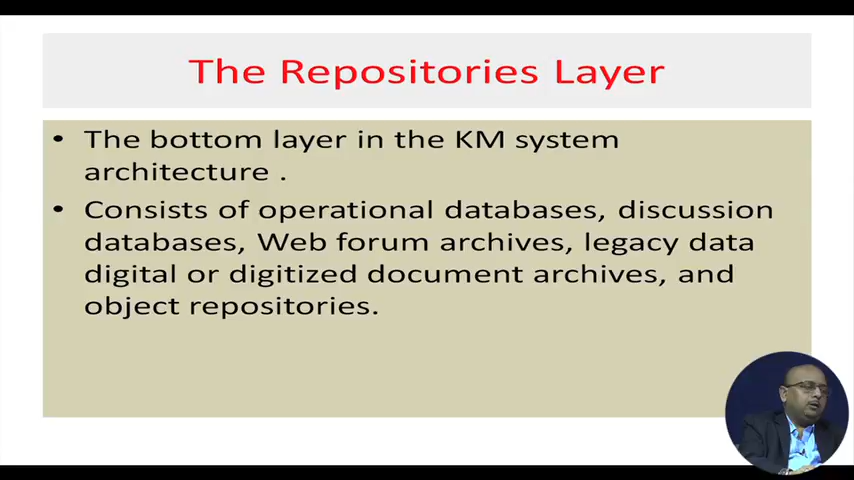 The Repositories Layer
• The bottom layer in the KM system
architecture .
• Consists of operational databases, discussion
databases, Web forum archives, legacy data
digital or digitized document archives, and
object repositories.